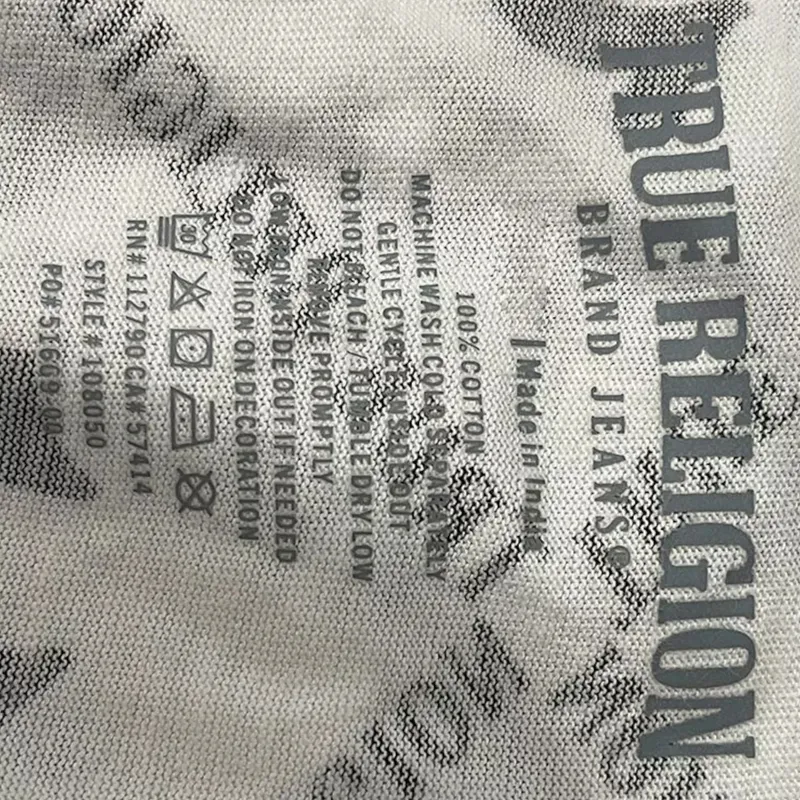 TRUE RELIGION
BRAND JEANS®
Made in India
100% COTTON
MACHINE WASH COLD SEPARATELY
GENTLE CYCLE INSIDE OUT
DO NOT BLEACH / TUMBLE DRY LOW
REMOVE PROMPTLY
LOW IRON INSIDE OUT IF NEEDED
DO NOT IRON ON DECORATION
30
RN# 112790 CA# 57414
STYLE # 108050
PO# 51609